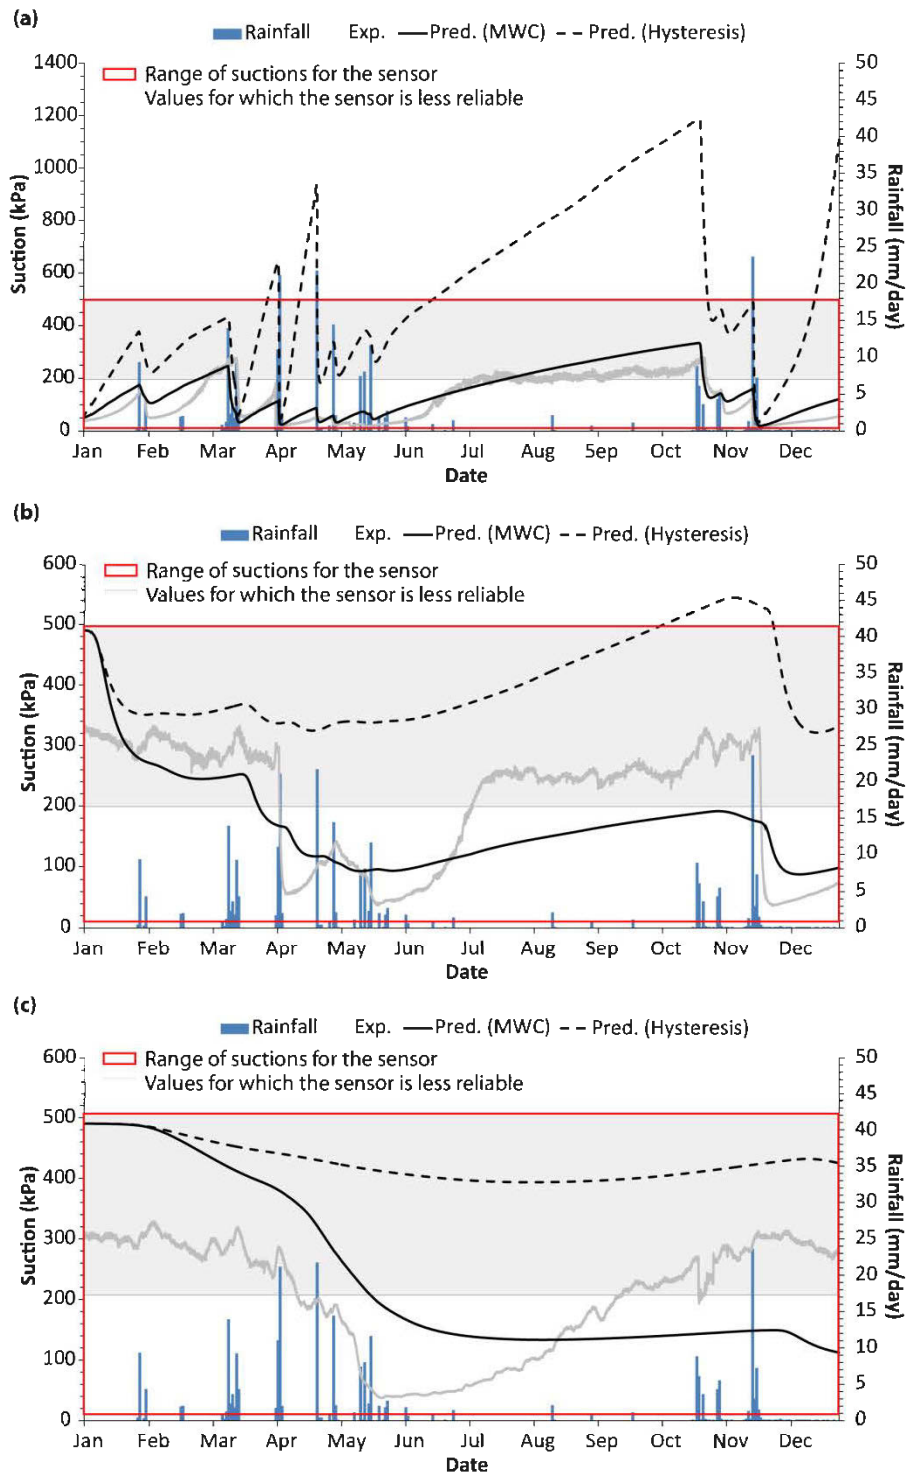 (a)
Rainfall Exp. Pred. (MWC) Pred. (Hysteresis)
Range of suctions for the sensor
Values for which the sensor is less reliable
Suction (kPa)
1400
1200
1000
800
600
400
200
0
Rainfall (mm/day)
50
45
40
35
30
25
20
15
10
5
0
Jan Feb Mar Apr May Jun Jul Aug Sep Oct Nov Dec
Date
(b)
Rainfall Exp. Pred. (MWC) Pred. (Hysteresis)
Range of suctions for the sensor
Values for which the sensor is less reliable
Suction (kPa)
600
500
400
300
200
100
0
Rainfall (mm/day)
50
45
40
35
30
25
20
15
10
5
0
Jan Feb Mar Apr May Jun Jul Aug Sep Oct Nov Dec
Date
(c)
Rainfall Exp. Pred. (MWC) Pred. (Hysteresis)
Range of suctions for the sensor
Values for which the sensor is less reliable
Suction (kPa)
600
500
400
300
200
100
0
Rainfall (mm/day)
50
45
40
35
30
25
20
15
10
5
0
Jan Feb Mar Apr May Jun Jul Aug Sep Oct Nov Dec
Date